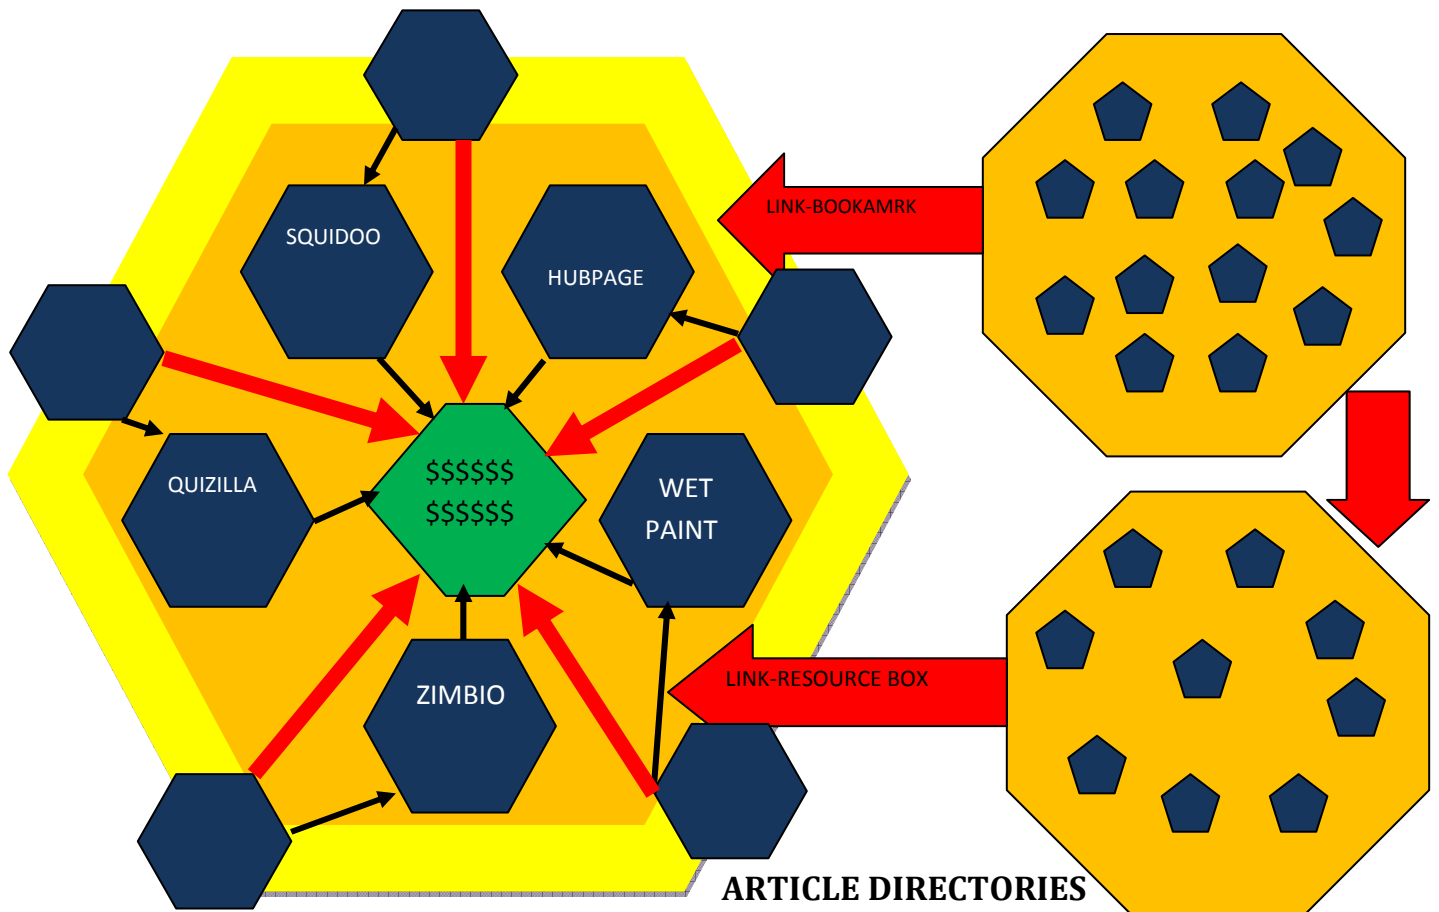 LINK-BOOKAMRK
SQUIDOO
HUBPAGE
QUIZILLA
$$$$$$
$$$$$$
WET
PAINT
ZIMBIO
LINK-RESOURCE BOX
ARTICLE DIRECTORIES